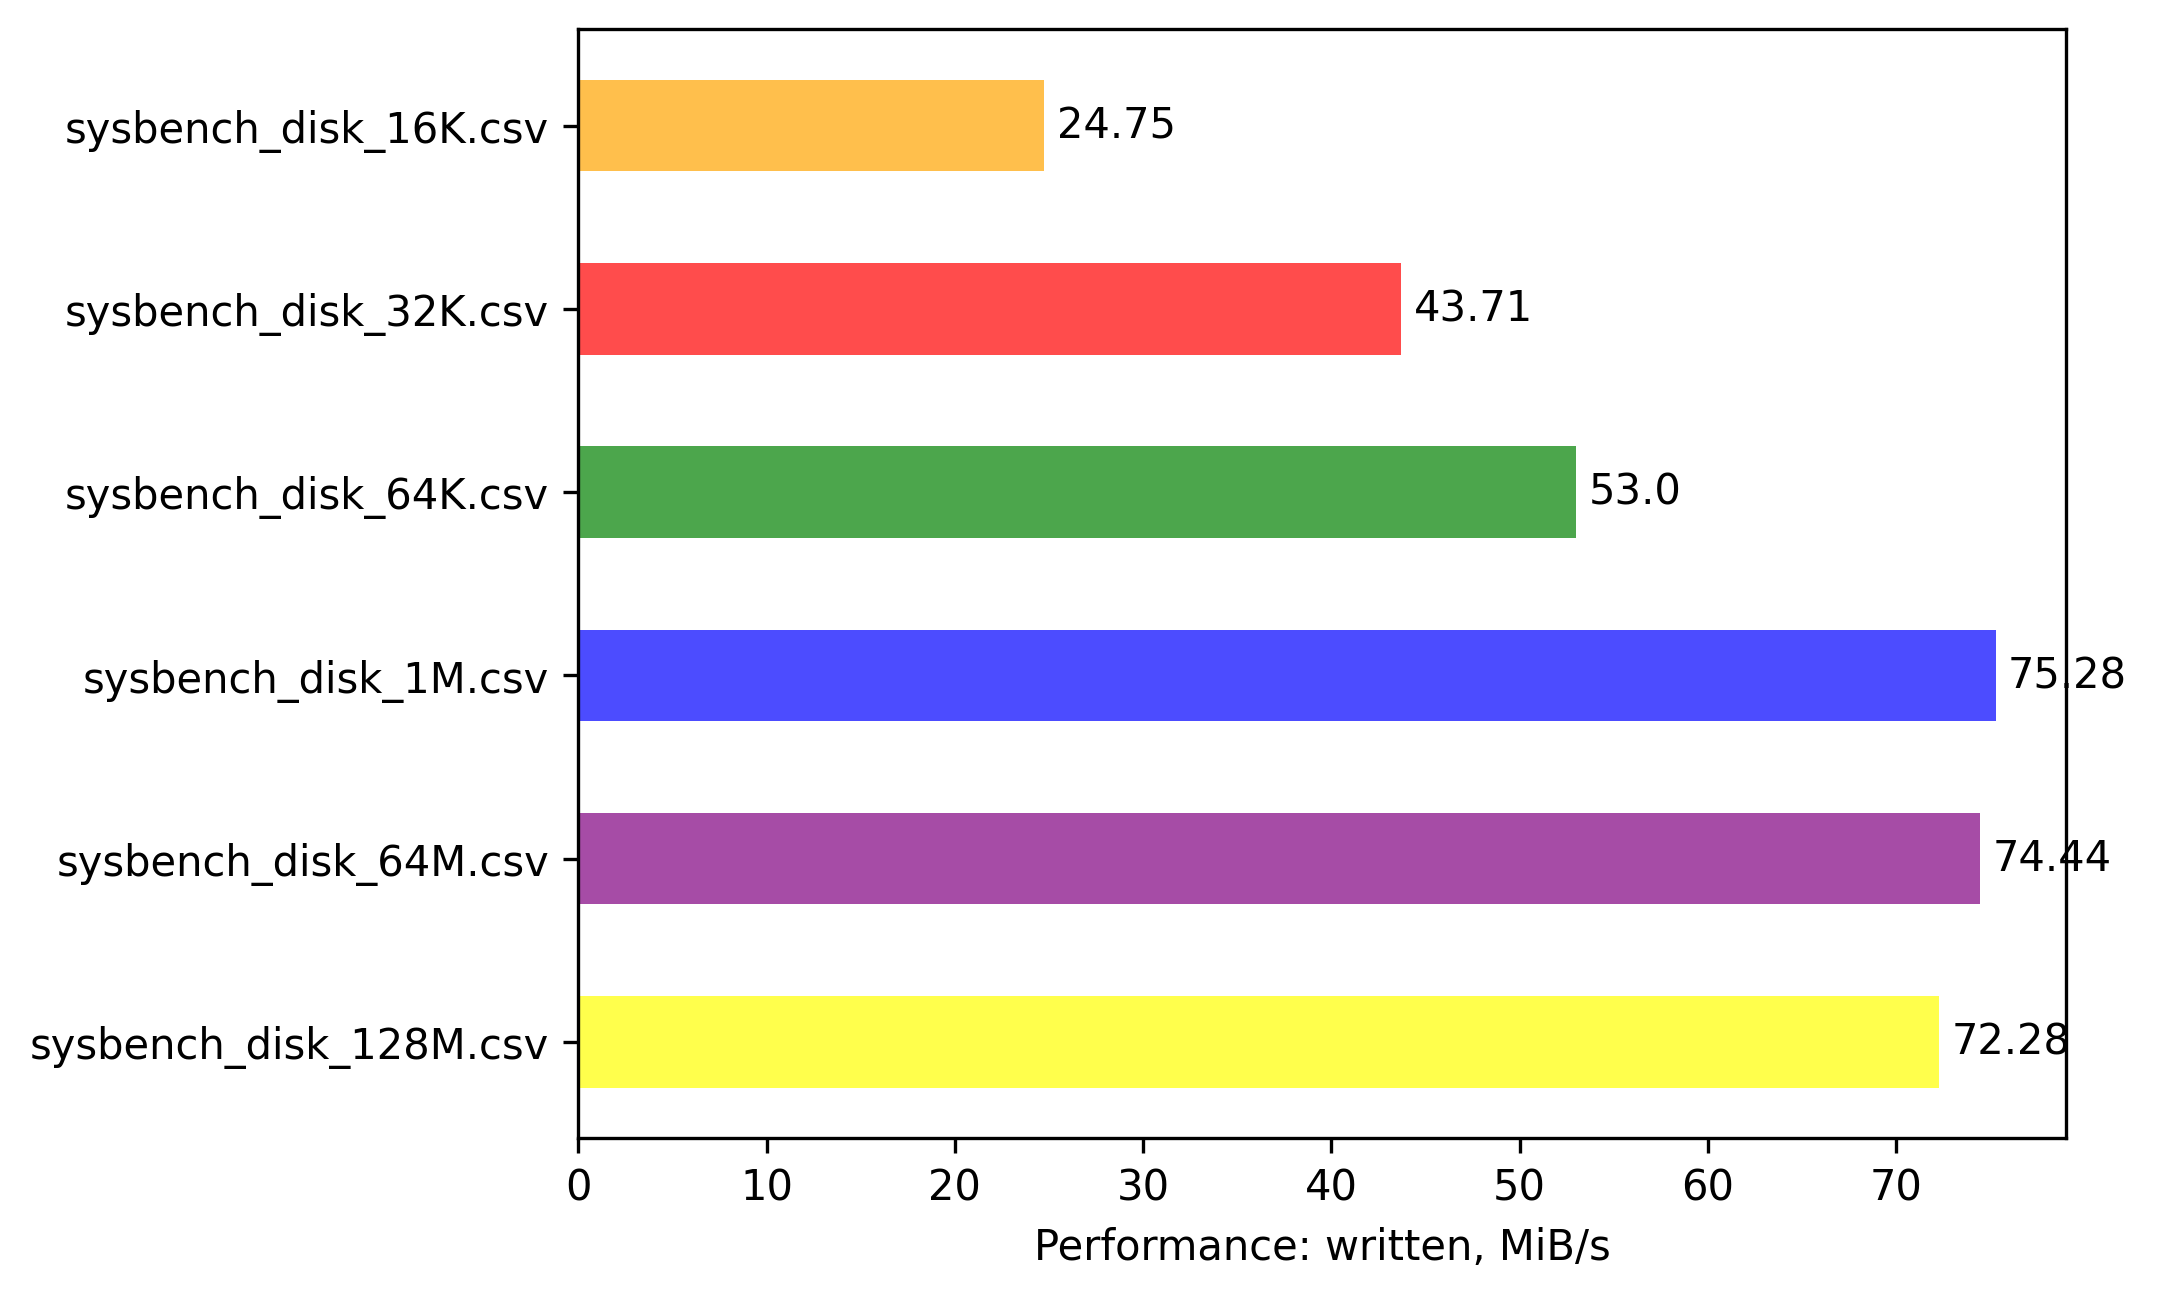 sysbench_disk_16K.csv
24.75
sysbench_disk_32K.csv
43.71
sysbench_disk_64K.csv
53.0
sysbench_disk_1M.csv
75.28
sysbench_disk_64M.csv
74.44
sysbench_disk_128M.csv
72.28
0 10 20 30 40 50 60 70
Performance: written, MiB/s